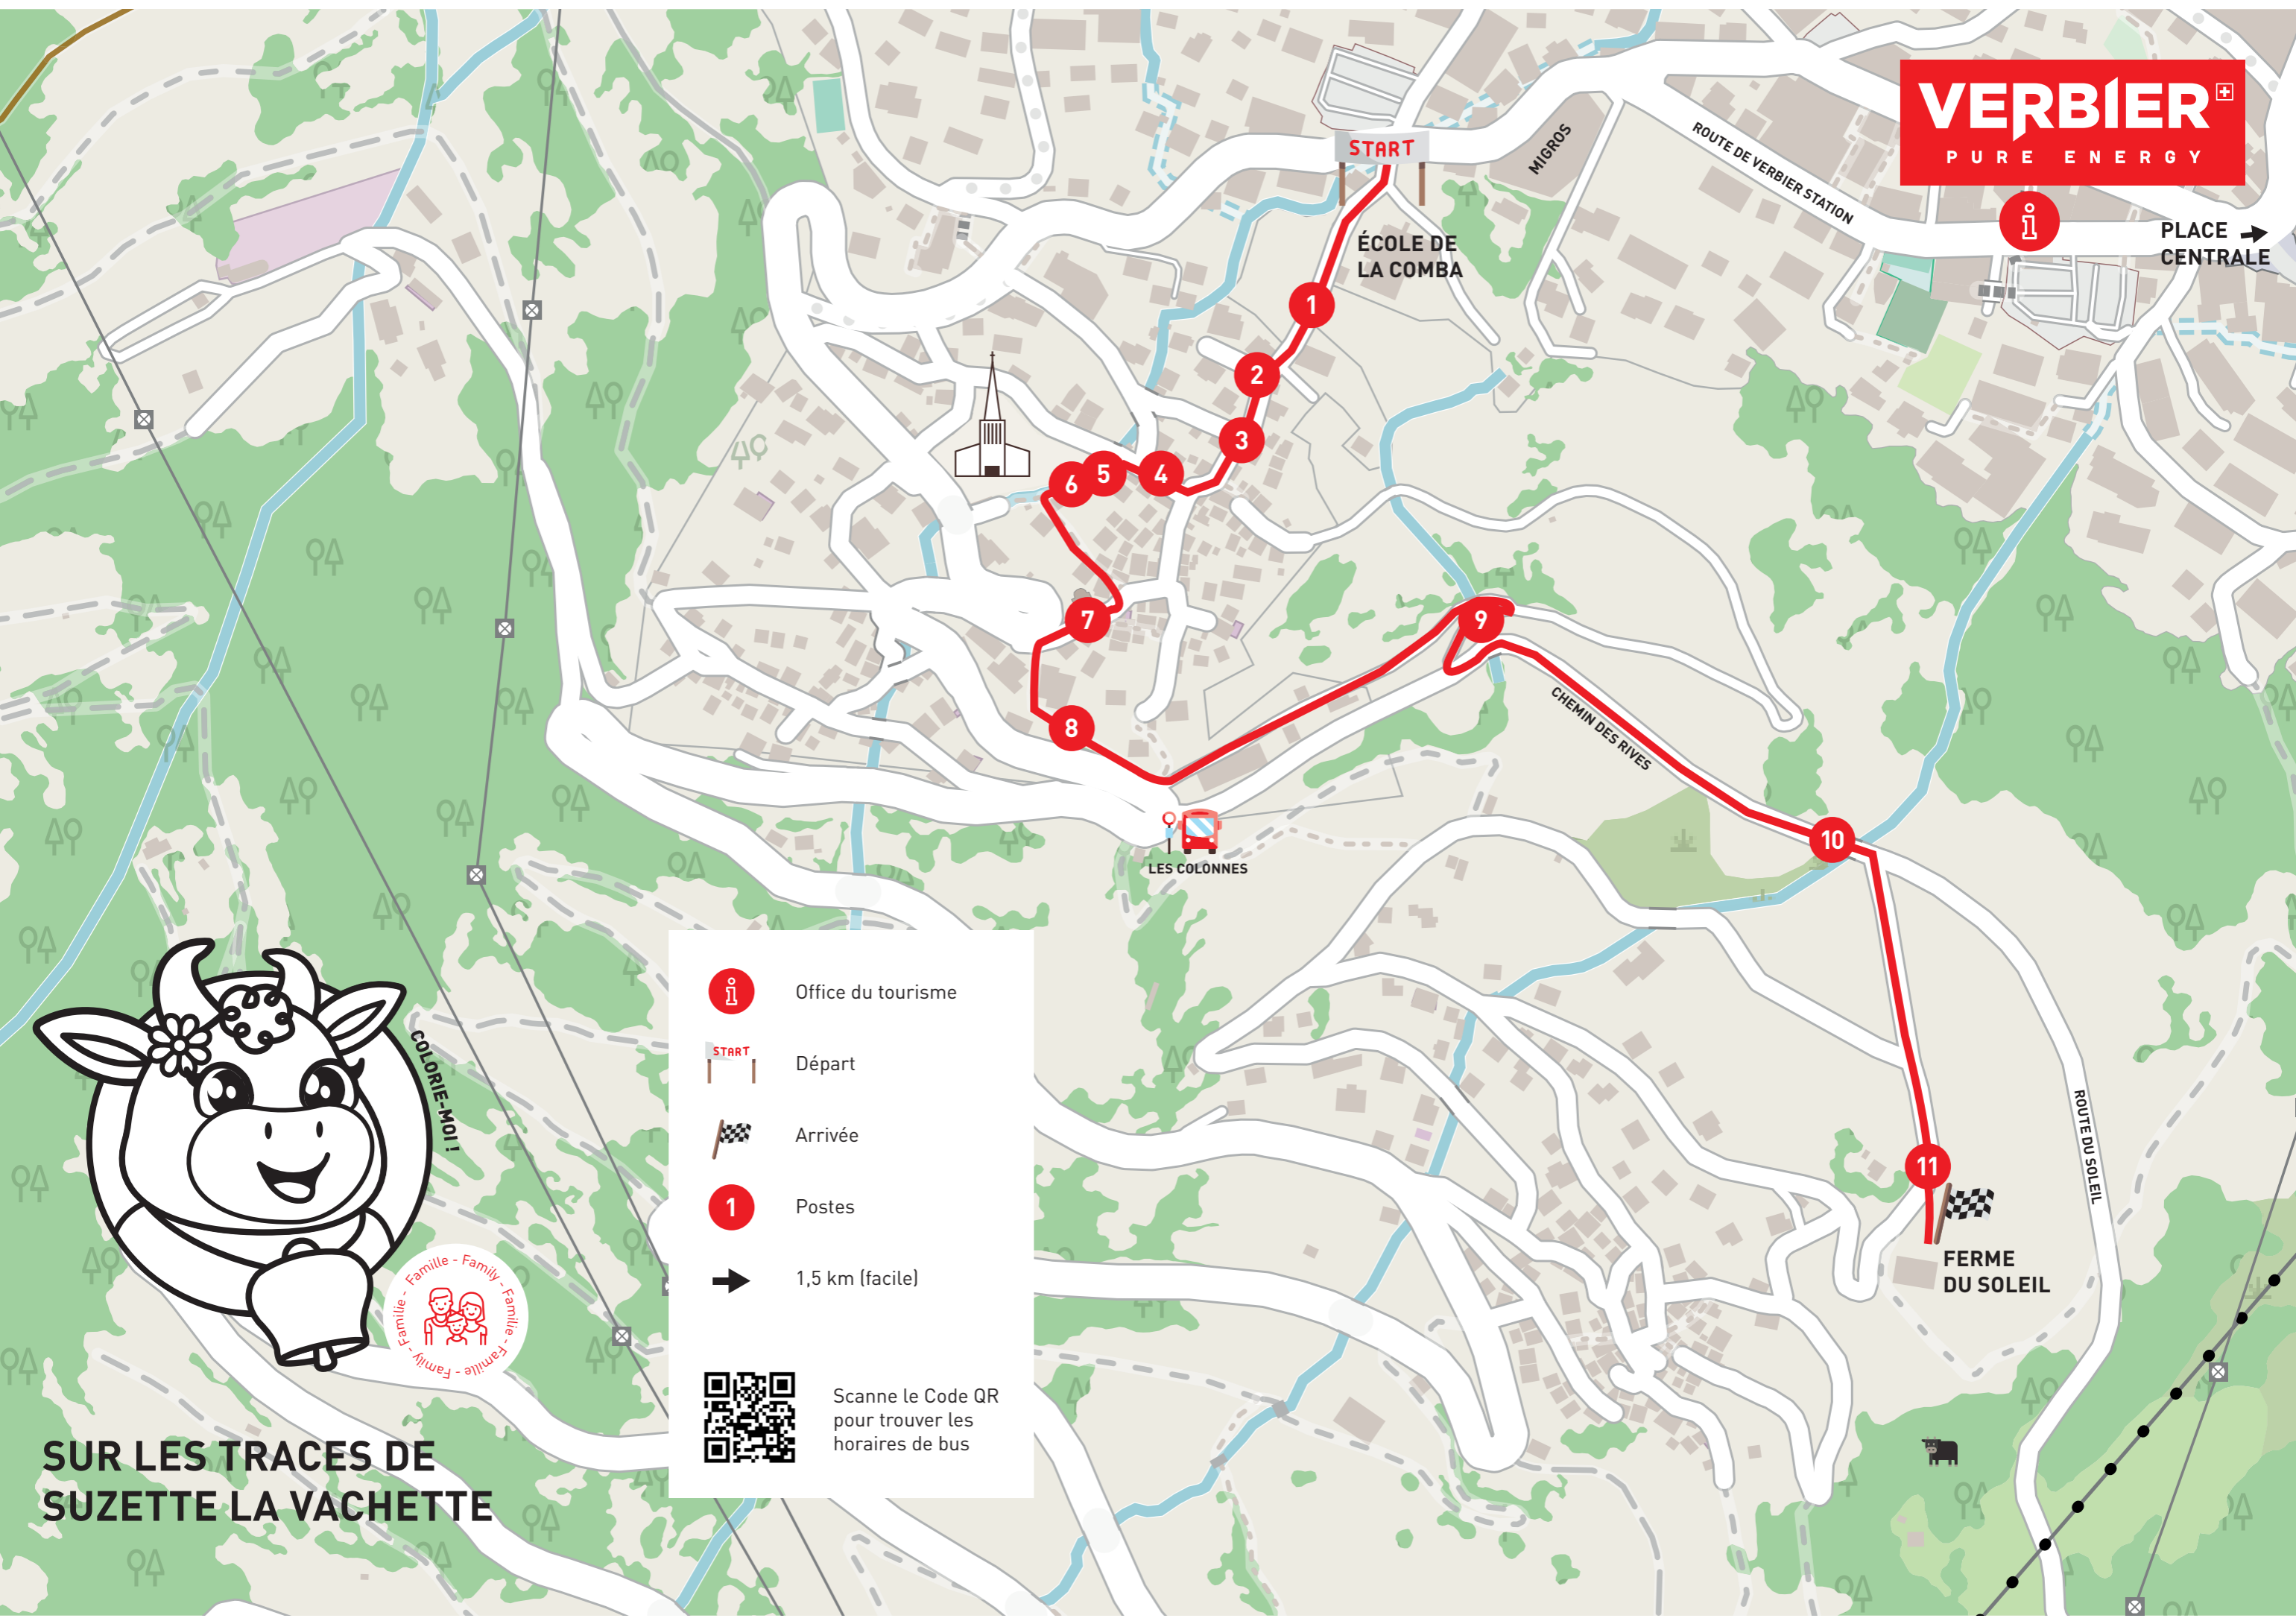 VERBIER
PURE ENERGY
START
MIGROS
ROUTE DE VERBIER STATION
PLACE
CENTRALE
ÉCOLE DE
LA COMBA
1
2
3
4
5
6
7
8
9
CHEMIN DES RIVES
10
LES COLONNES
11
ROUTE DU SOLEIL
FERME
DU SOLEIL
COLORIE-MOI !
Famille - Family - Familie - Famille - Family - Familie -
i Office du tourisme
START Départ
Arrivée
1 Postes
1,5 km (facile)
Scanne le Code QR
pour trouver les
horaires de bus
SUR LES TRACES DE
SUZETTE LA VACHETTE